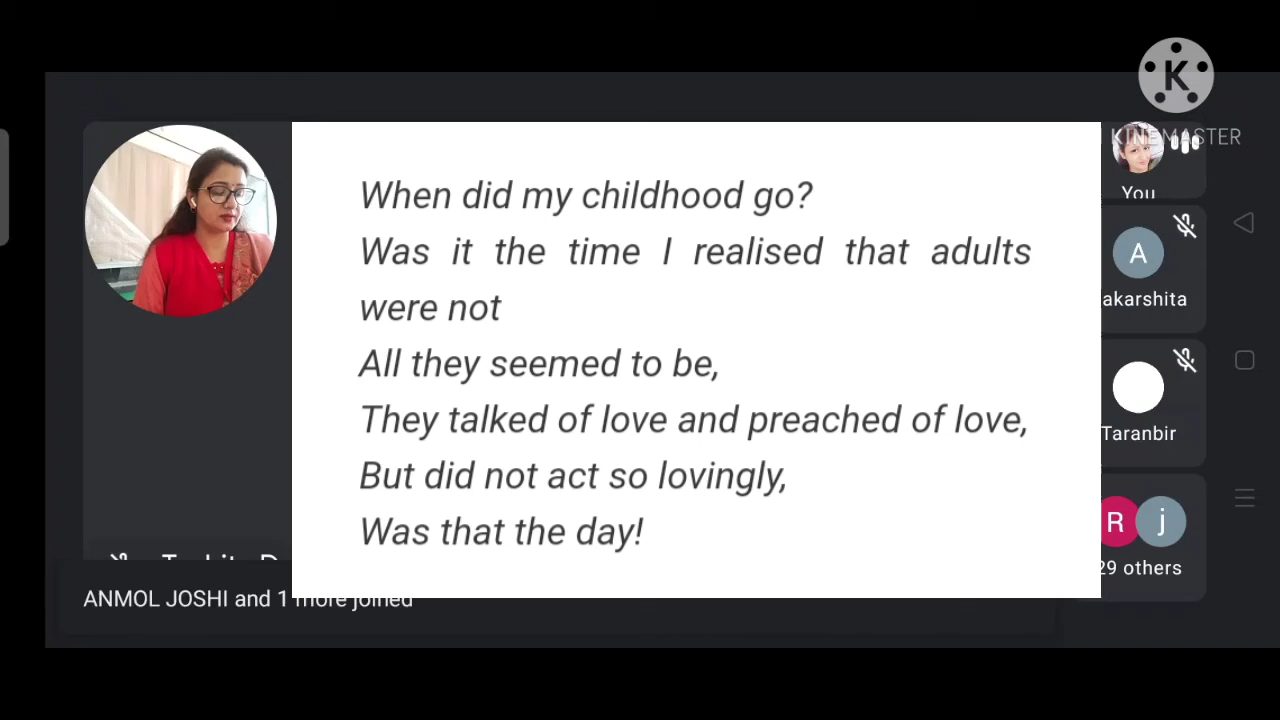 K
KINEMASTER
You
When did my childhood go?
Was it the time I realised that adults
were not
All they seemed to be,
They talked of love and preached of love,
But did not act so lovingly,
Was that the day!
A
akarshita
Taranbir
R
j
29 others
ANMOL JOSHI and 1 more joined